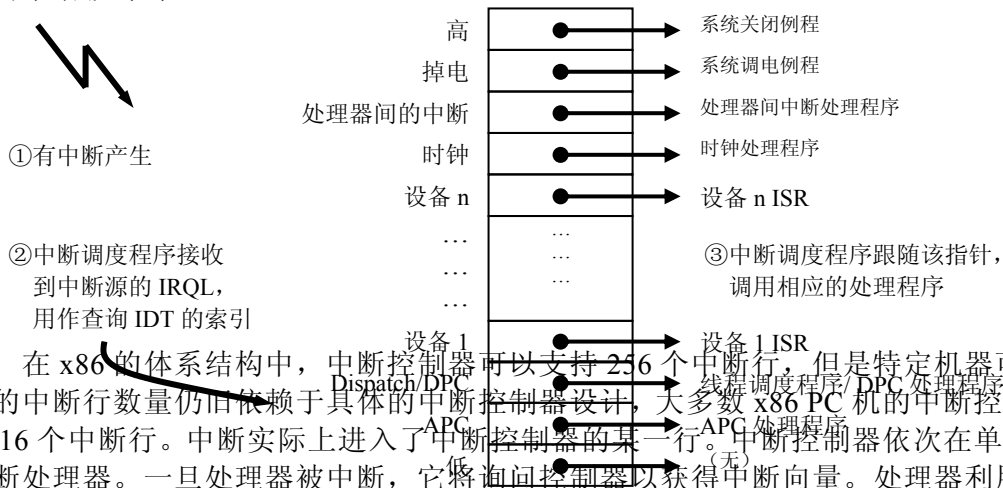 高
系统关闭例程
掉电
系统调电例程
处理器间的中断
处理器间中断处理程序
①有中断产生
时钟
时钟处理程序
设备 n
设备 n ISR
②中断调度程序接收
到中断源的 IRQL，
用作查询 IDT 的索引
…
…
…
…
…
…
③中断调度程序跟随该指针，
调用相应的处理程序
设备 1
设备 1 ISR
在 x86 的体系结构中，中断控制器可以支持 256 个中断行，但是特定机器可
Dispatch/DPC
线程调度程序/ DPC 处理程序
的中断行数量仍旧依赖于具体的中断控制器设计，大多数 x86 PC 机的中断控
APC
APC 处理程序
16 个中断行。中断实际上进入了中断控制器的某一行。中断控制器依次在单
低
（无）
断处理器。一旦处理器被中断，它将询问控制器以获得中断向量。处理器利用